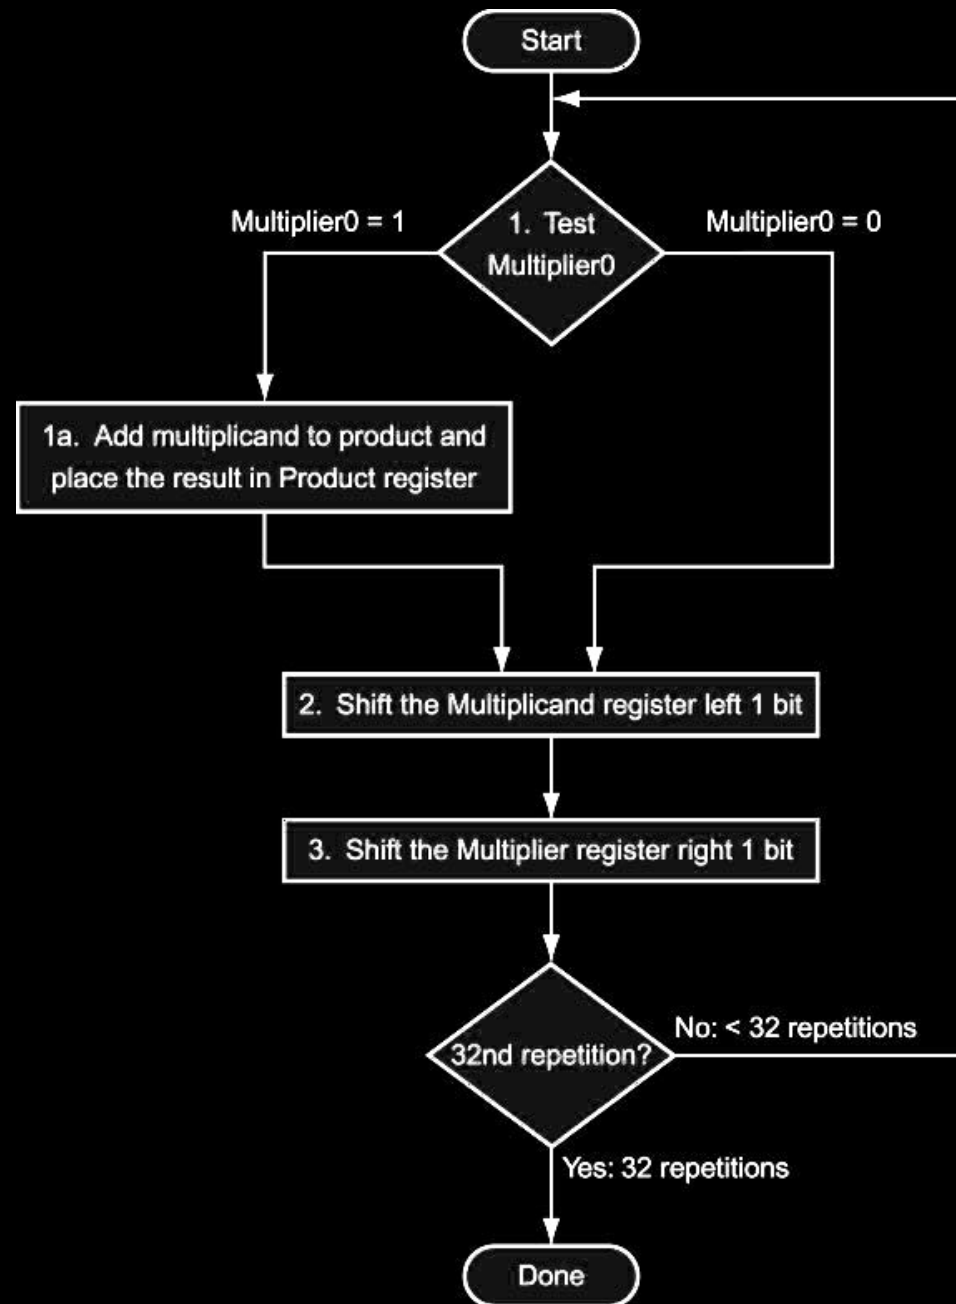 Start
Multiplier0 = 1
1. Test
Multiplier0
Multiplier0 = 0
1a. Add multiplicand to product and
place the result in Product register
2. Shift the Multiplicand register left 1 bit
3. Shift the Multiplier register right 1 bit
32nd repetition?
No: < 32 repetitions
Yes: 32 repetitions
Done